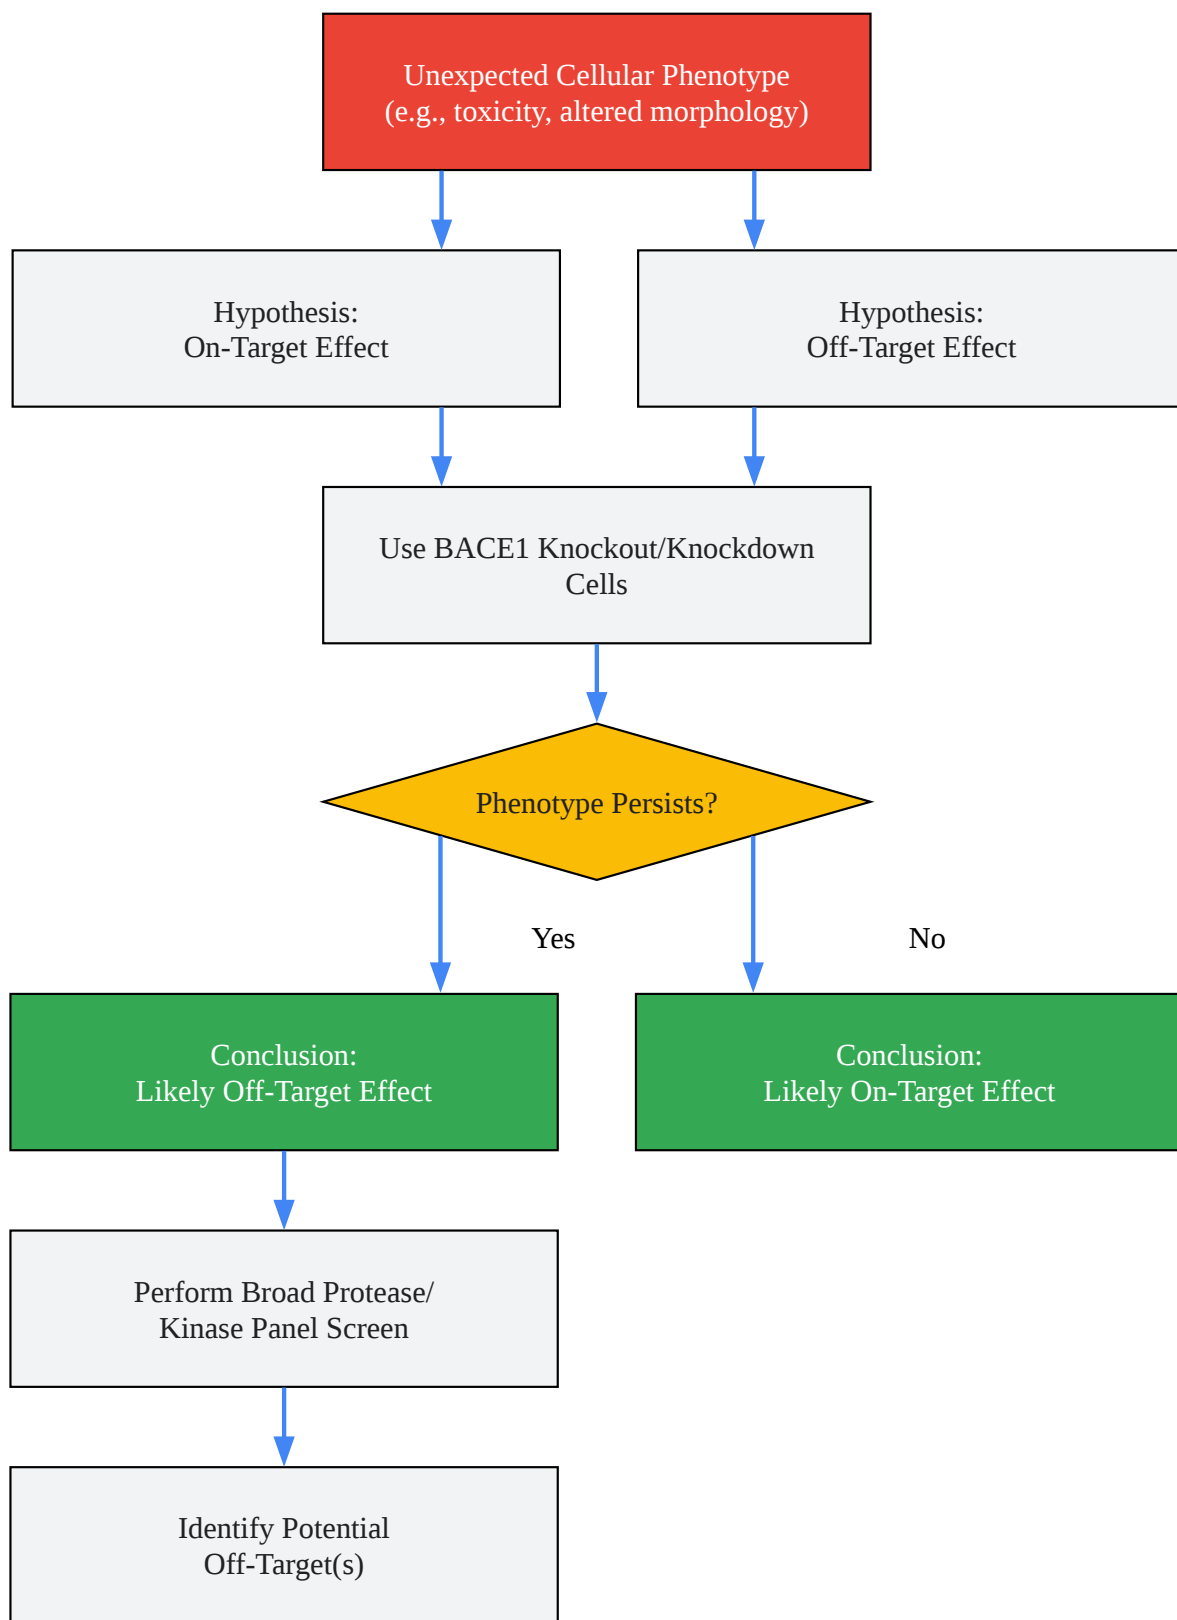 Unexpected Cellular Phenotype
(e.g., toxicity, altered morphology)
Hypothesis:
On-Target Effect
Hypothesis:
Off-Target Effect
Use BACE1 Knockout/Knockdown
Cells
Phenotype Persists?
Yes
No
Conclusion:
Likely Off-Target Effect
Conclusion:
Likely On-Target Effect
Perform Broad Protease/
Kinase Panel Screen
Identify Potential
Off-Target(s)